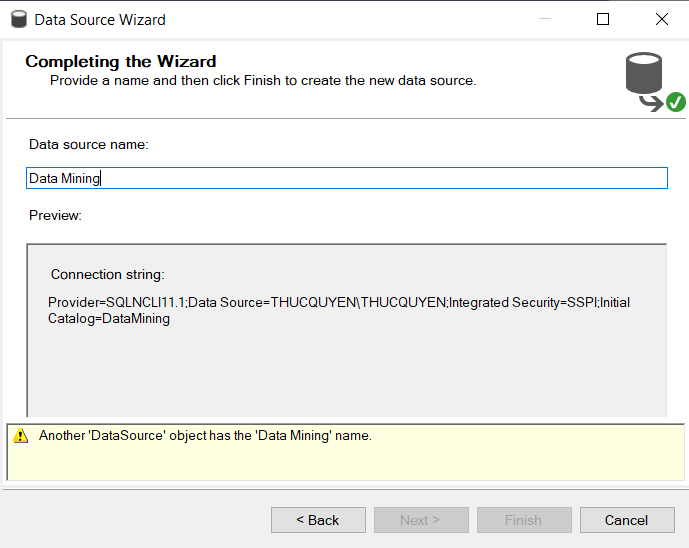 Data Source Wizard
Completing the Wizard
Provide a name and then click Finish to create the new data source.
Data source name:
Data Mining
Preview:
Connection string:
Provider=SQLNCLI11.1;Data Source=THUCQUYEN\THUCQUYEN;Integrated Security=SSPI;Initial
Catalog=DataMining
Another 'DataSource' object has the 'Data Mining' name.
< Back
Next >
Finish
Cancel